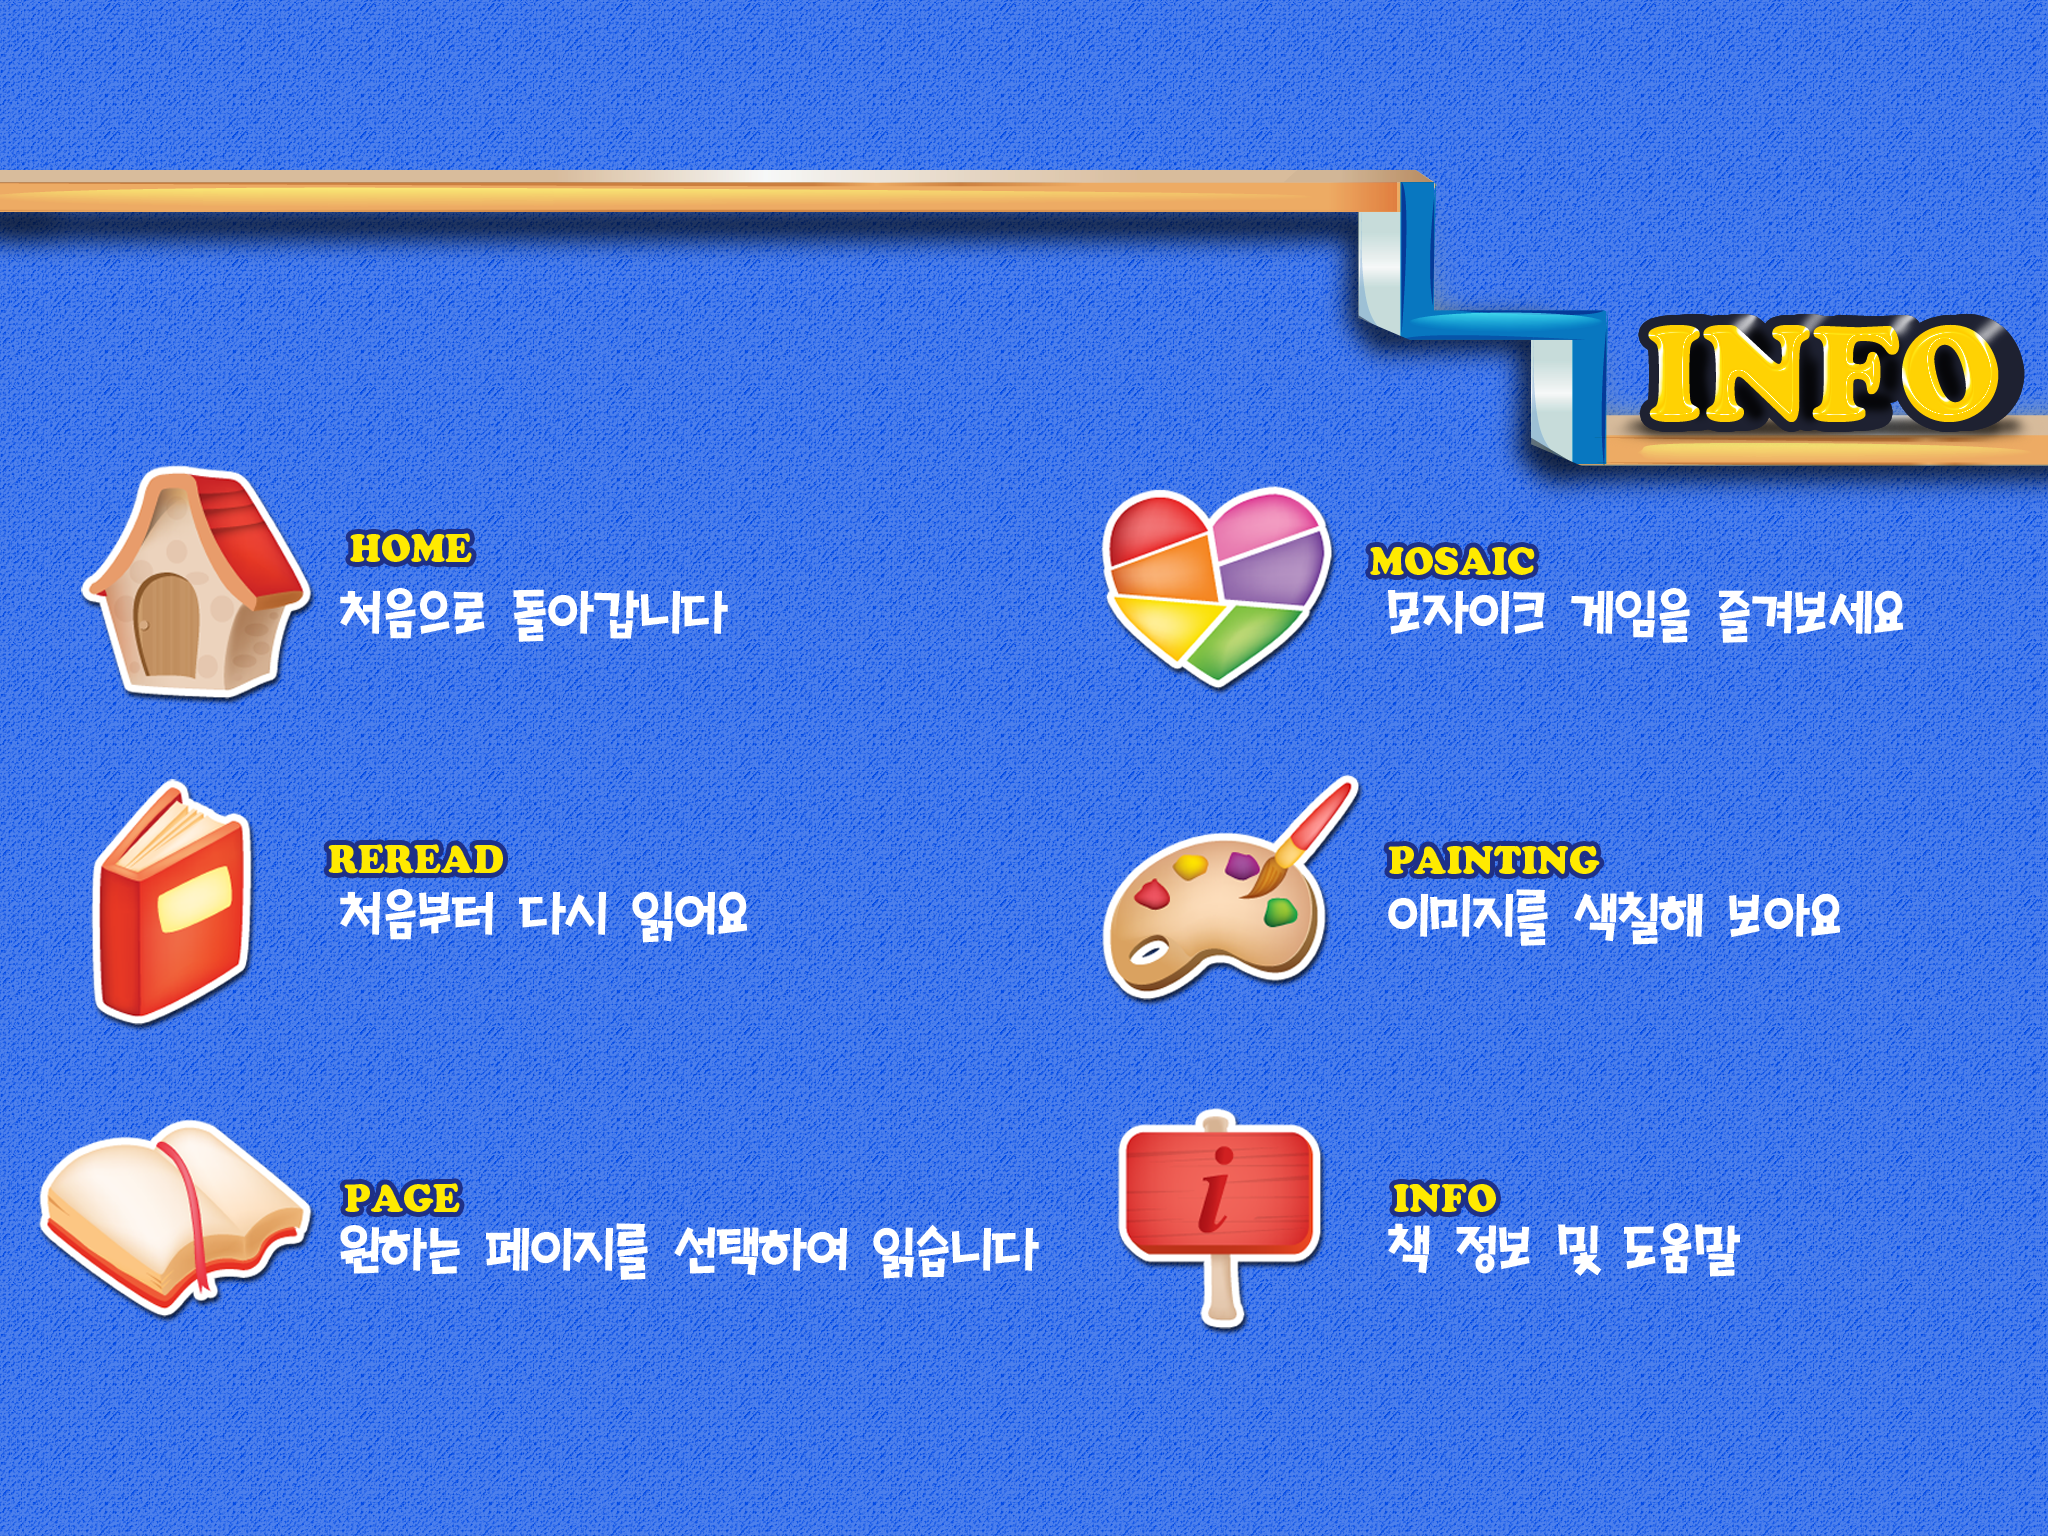 INFO
HOME
처음으로 돌아갑니다
REREAD
처음부터 다시 읽어요
PAGE
원하는 페이지를 선택하여 읽습니다
MOSAIC
모자이크 게임을 즐겨보세요
PAINTING
이미지를 색칠해 보아요
i
INFO
책 정보 및 도움말